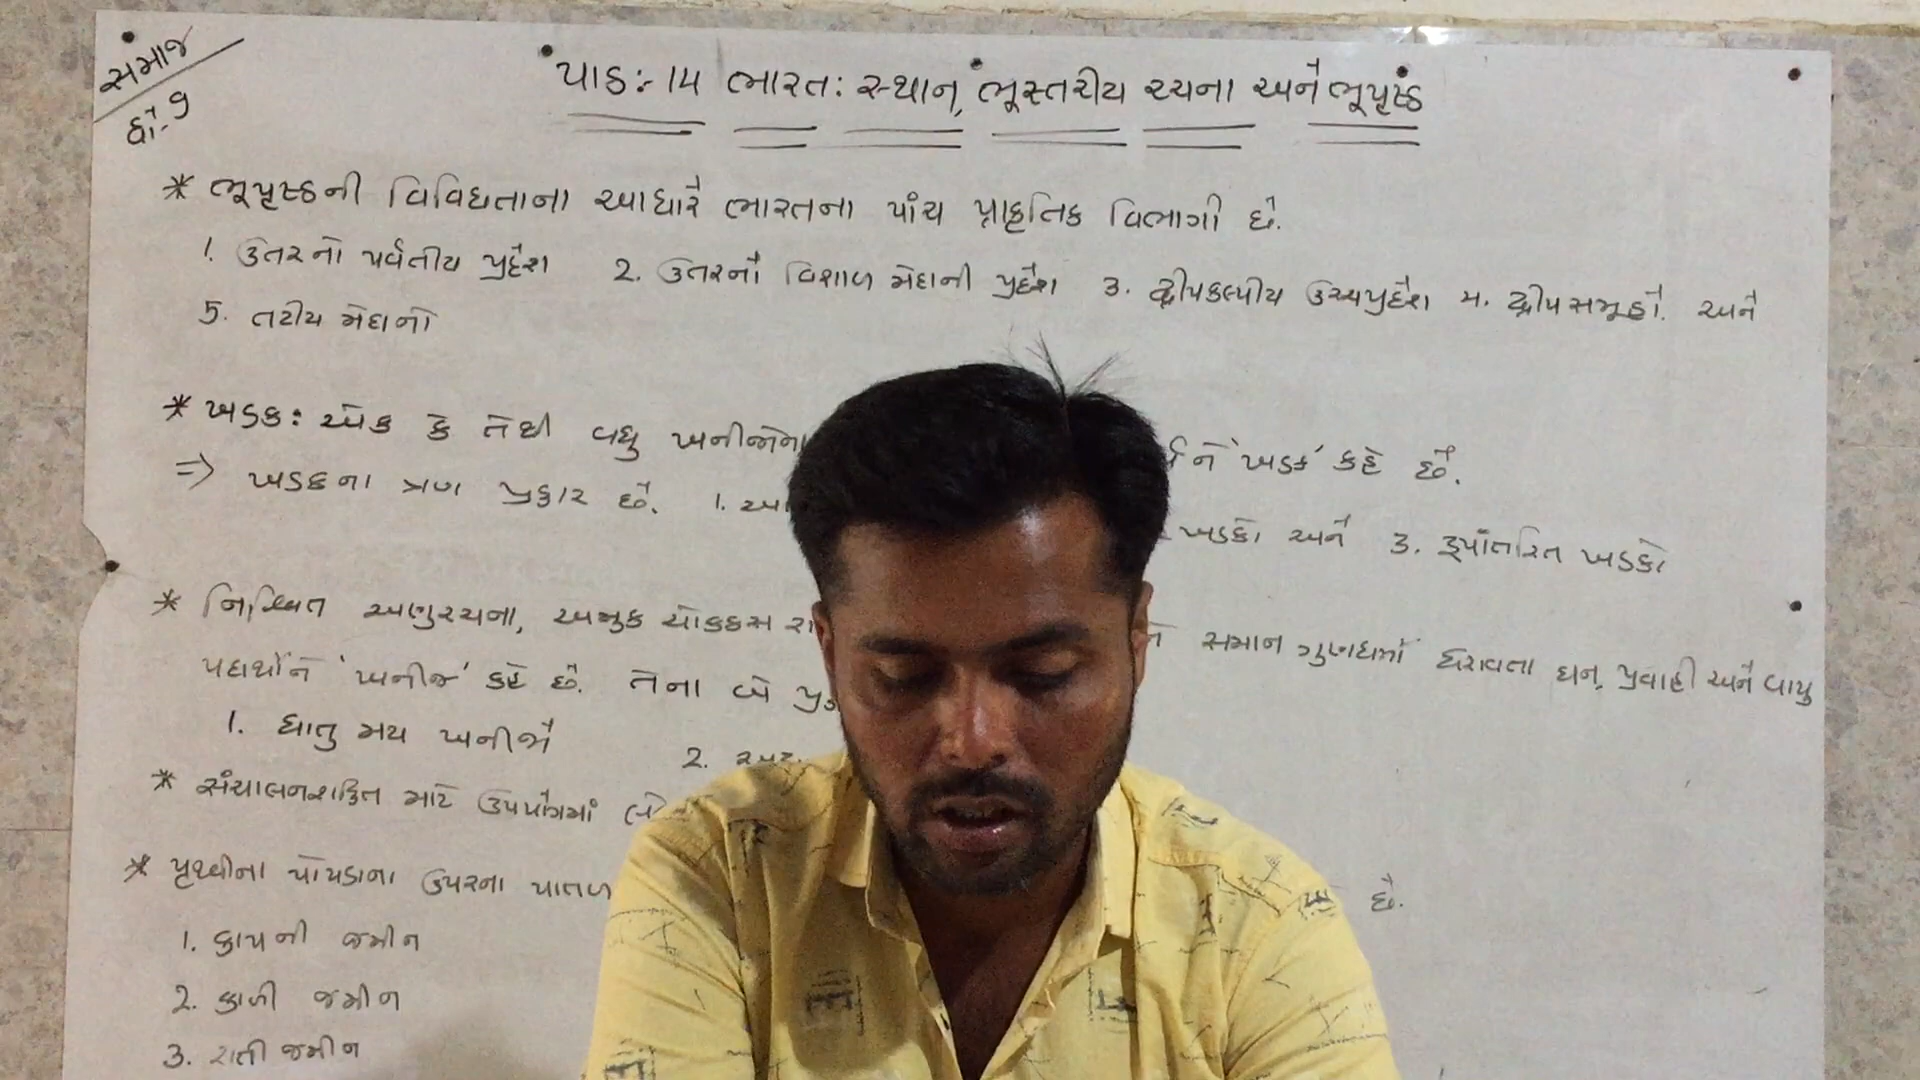 સમાજ
ધો-9
પાઠ:- 14 ભારત: સ્થાન, ભૂસ્તરીય રચના અને ભૂપૃષ્ઠ
* ભૂપૃષ્ઠની વિવિધતાના આધારે ભારતના પાંચ પ્રાકૃતિક વિભાગો છે.
1. ઉતરનો પર્વતીય પ્રદેશ 2. ઉતરનો વિશાળ મેદાની પ્રદેશ 3. દ્વીપકલ્પીય ઉચ્ચપ્રદેશ 4. દ્વીપસમૂહો. અને
5. તટીય મેદાનો
* ખડક: એક કે તેથી વધુ ખનીજોના ને 'ખડક' કહે છે.
=> ખડકના ત્રણ પ્રકાર છે. 1. ખડકો અને 3. રૂપાંતરિત ખડકો
* નિશ્ચિત અણુરચના, અમુક ચોકકસ સમાન ગુણધર્મો ધરાવતા ઘન, પ્રવાહી અને વાયુ
પદાર્થોને 'ખનીજ' કહે છે. તેના બે
1. ધાતુ મય ખનીજો 2.
* સંચાલનશકિત માટે ઉપયોગમાં
* પૃથ્વીના પોપડાના ઉપરના પાતળા છે.
1. કાંપની જમીન
2. કાળી જમીન
3. રાતી જમીન